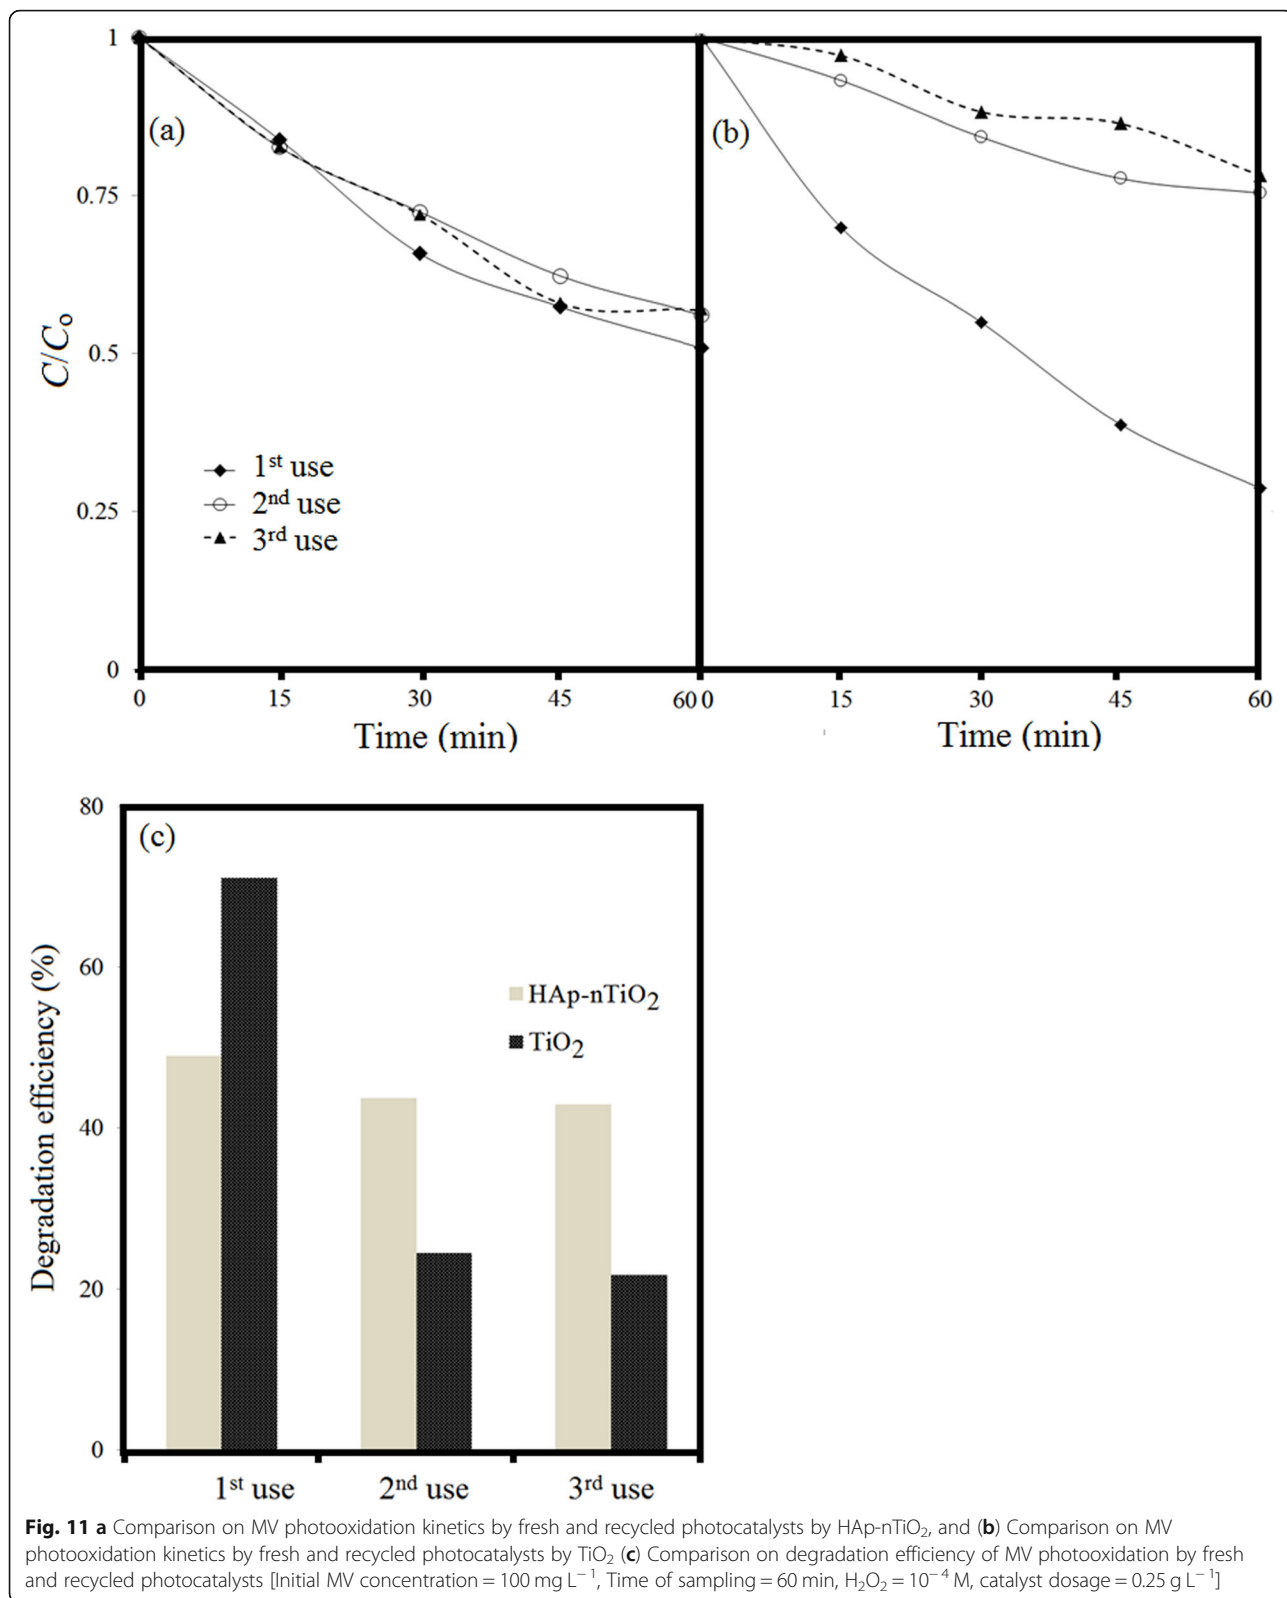 1
(a)
(b)
0.75
C/Co
0.5
1st use
2nd use
3rd use
0.25
0
0 15 30 45 60 0 15 30 45 60
Time (min) Time (min)
80
(c)
60
Degradation efficiency (%)
HAp-nTiO2
TiO2
40
20
0
1st use 2nd use 3rd use
Fig. 11 a Comparison on MV photooxidation kinetics by fresh and recycled photocatalysts by HAp-nTiO2, and (b) Comparison on MV
photooxidation kinetics by fresh and recycled photocatalysts by TiO2 (c) Comparison on degradation efficiency of MV photooxidation by fresh
and recycled photocatalysts [Initial MV concentration = 100 mg L−1, Time of sampling = 60 min, H2O2 = 10−4 M, catalyst dosage = 0.25 g L−1]